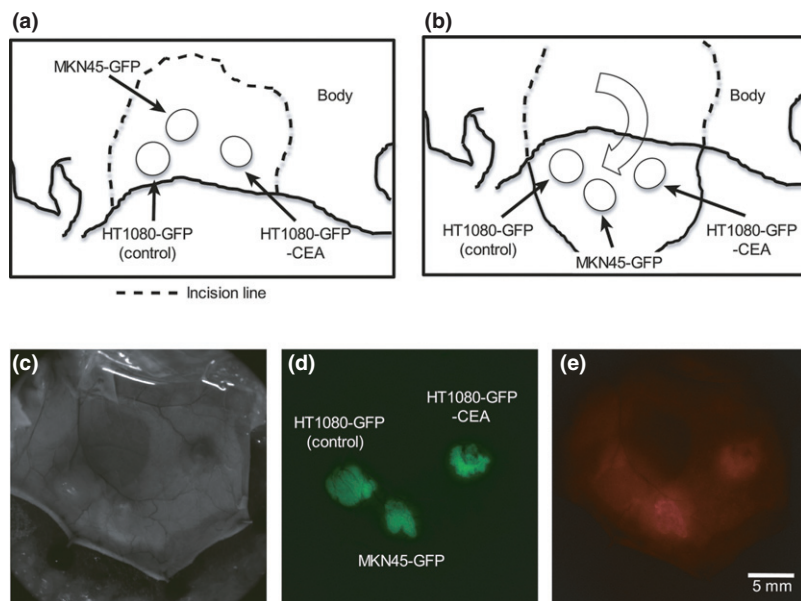 (a)
MKN45-GFP
Body
HT1080-GFP
(control)
HT1080-GFP
-CEA
Incision line
(b)
Body
HT1080-GFP
(control)
MKN45-GFP
HT1080-GFP
-CEA
(c)
(d)
HT1080-GFP
(control)
HT1080-GFP
-CEA
MKN45-GFP
(e)
5 mm